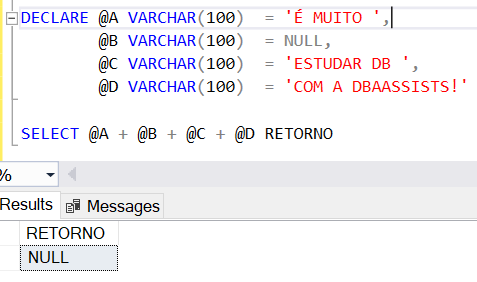 DECLARE @A VARCHAR(100) = 'É MUITO ',
@B VARCHAR(100) = NULL,
@C VARCHAR(100) = 'ESTUDAR DB ',
@D VARCHAR(100) = 'COM A DBAASSISTS!'
SELECT @A + @B + @C + @D RETORNO
%
Results Messages
RETORNO
NULL